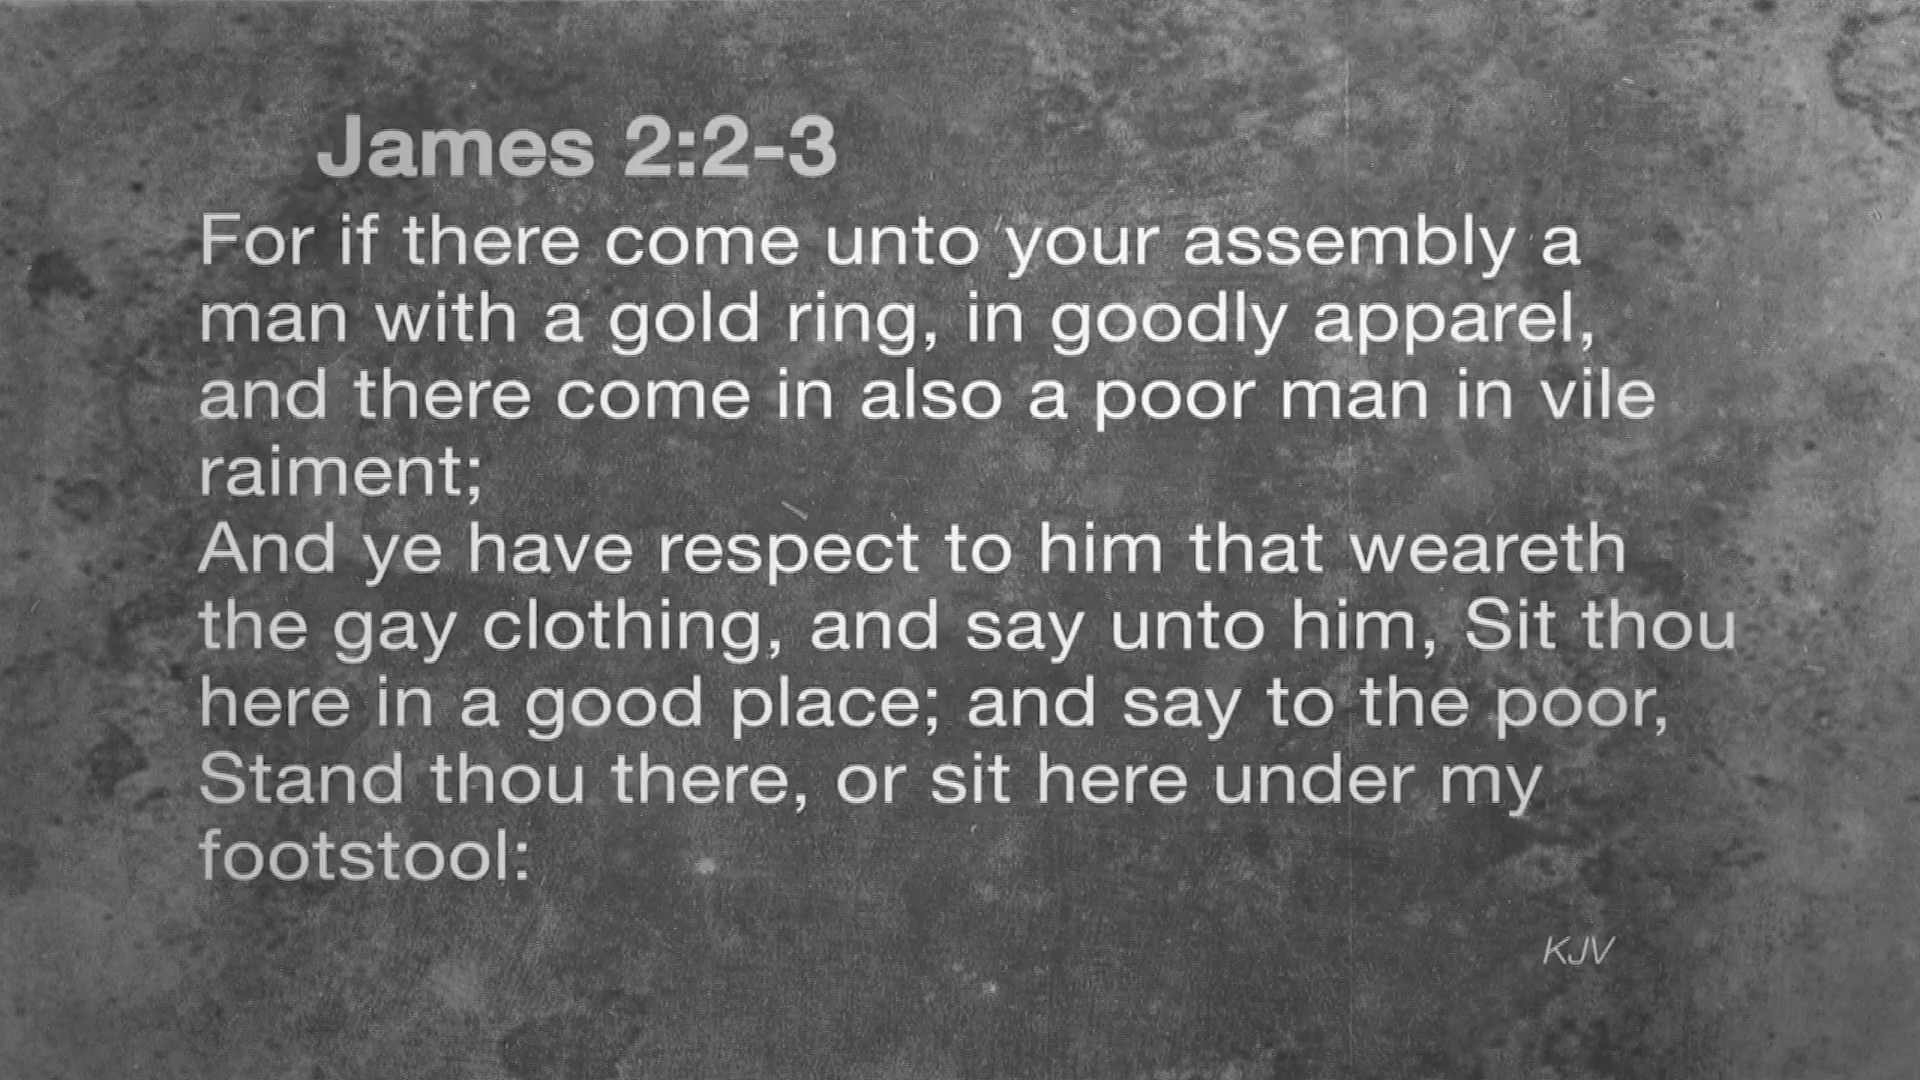 James 2:2-3
For if there come unto your assembly a
man with a gold ring, in goodly apparel,
and there come in also a poor man in vile
raiment;
And ye have respect to him that weareth
the gay clothing, and say unto him, Sit thou
here in a good place; and say to the poor,
Stand thou there, or sit here under my
footstool:
KJV